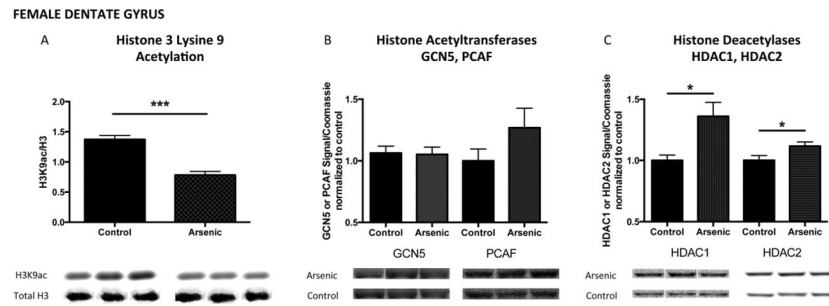 FEMALE DENTATE GYRUS
A
Histone 3 Lysine 9
Acetylation
H3K9ac/H3
2.0
1.5
1.0
0.5
0.0
***
Control
Arsenic
H3K9ac
Total H3
B
Histone Acetyltransferases
GCN5, PCAF
GCN5 or PCAF Signal/Coomassie
normalized to control
1.5
1.0
0.5
Control
Arsenic
Control
Arsenic
GCN5
PCAF
Arsenic
Control
C
Histone Deacetylases
HDAC1, HDAC2
HDAC1 or HDAC2 Signal/Coomassie
normalized to control
1.5
1.0
0.5
*
*
Control
Arsenic
Control
Arsenic
HDAC1
HDAC2
Arsenic
Control